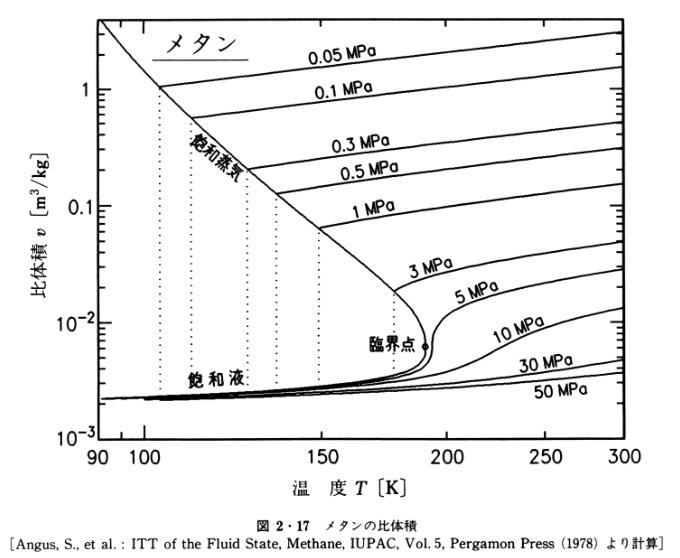 メタン
0.05 MPa
0.1 MPa
0.3 MPa
0.5 MPa
1 MPa
3 MPa
5 MPa
10 MPa
30 MPa
50 MPa
飽和蒸気
臨界点
飽和液
比体積 v [m³/kg]
1
0.1
10⁻²
10⁻³
90 100 150 200 250 300
温 度 T [K]
図 2・17 メタンの比体積
[Angus, S., et al. : ITT of the Fluid State, Methane, IUPAC, Vol. 5, Pergamon Press (1978) より計算]